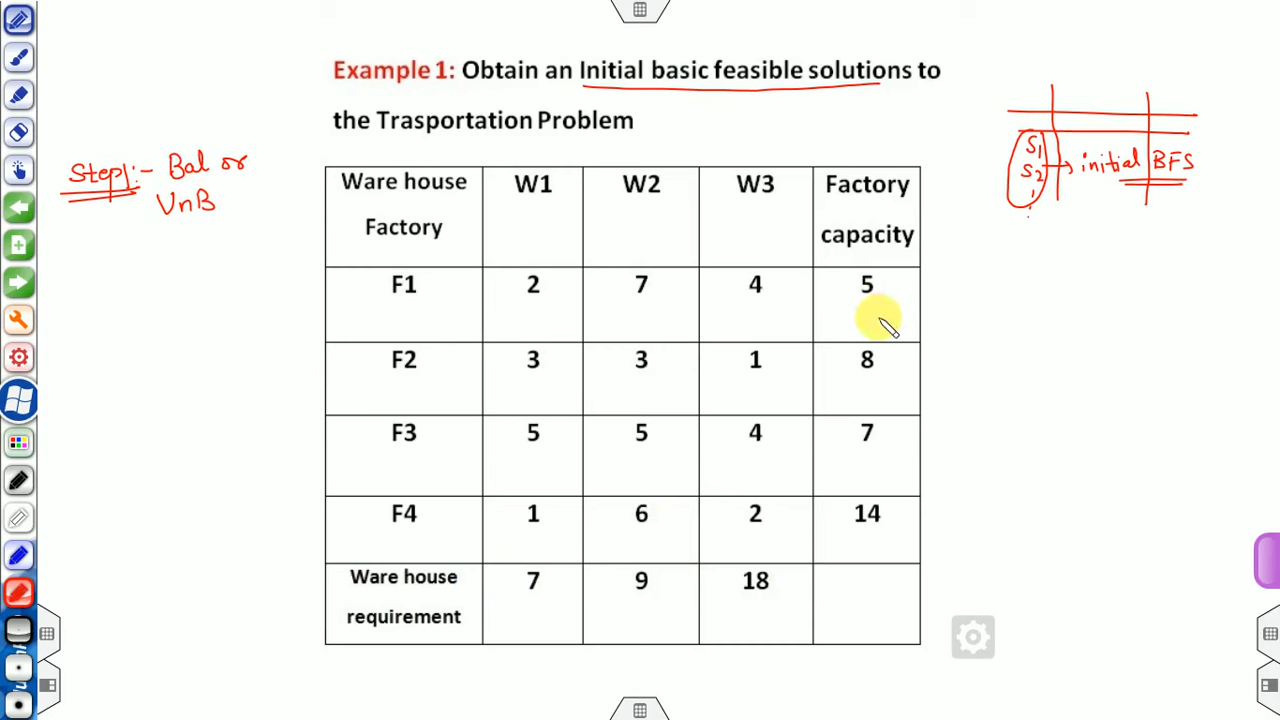 Example 1: Obtain an Initial basic feasible solutions to
the Trasportation Problem
Step1:- Bal or
UnB
S1
S2
→ initial BFS
Ware house
Factory
W1 W2 W3 Factory capacity
F1 2 7 4 5
F2 3 3 1 8
F3 5 5 4 7
F4 1 6 2 14
Ware house
requirement
7 9 18